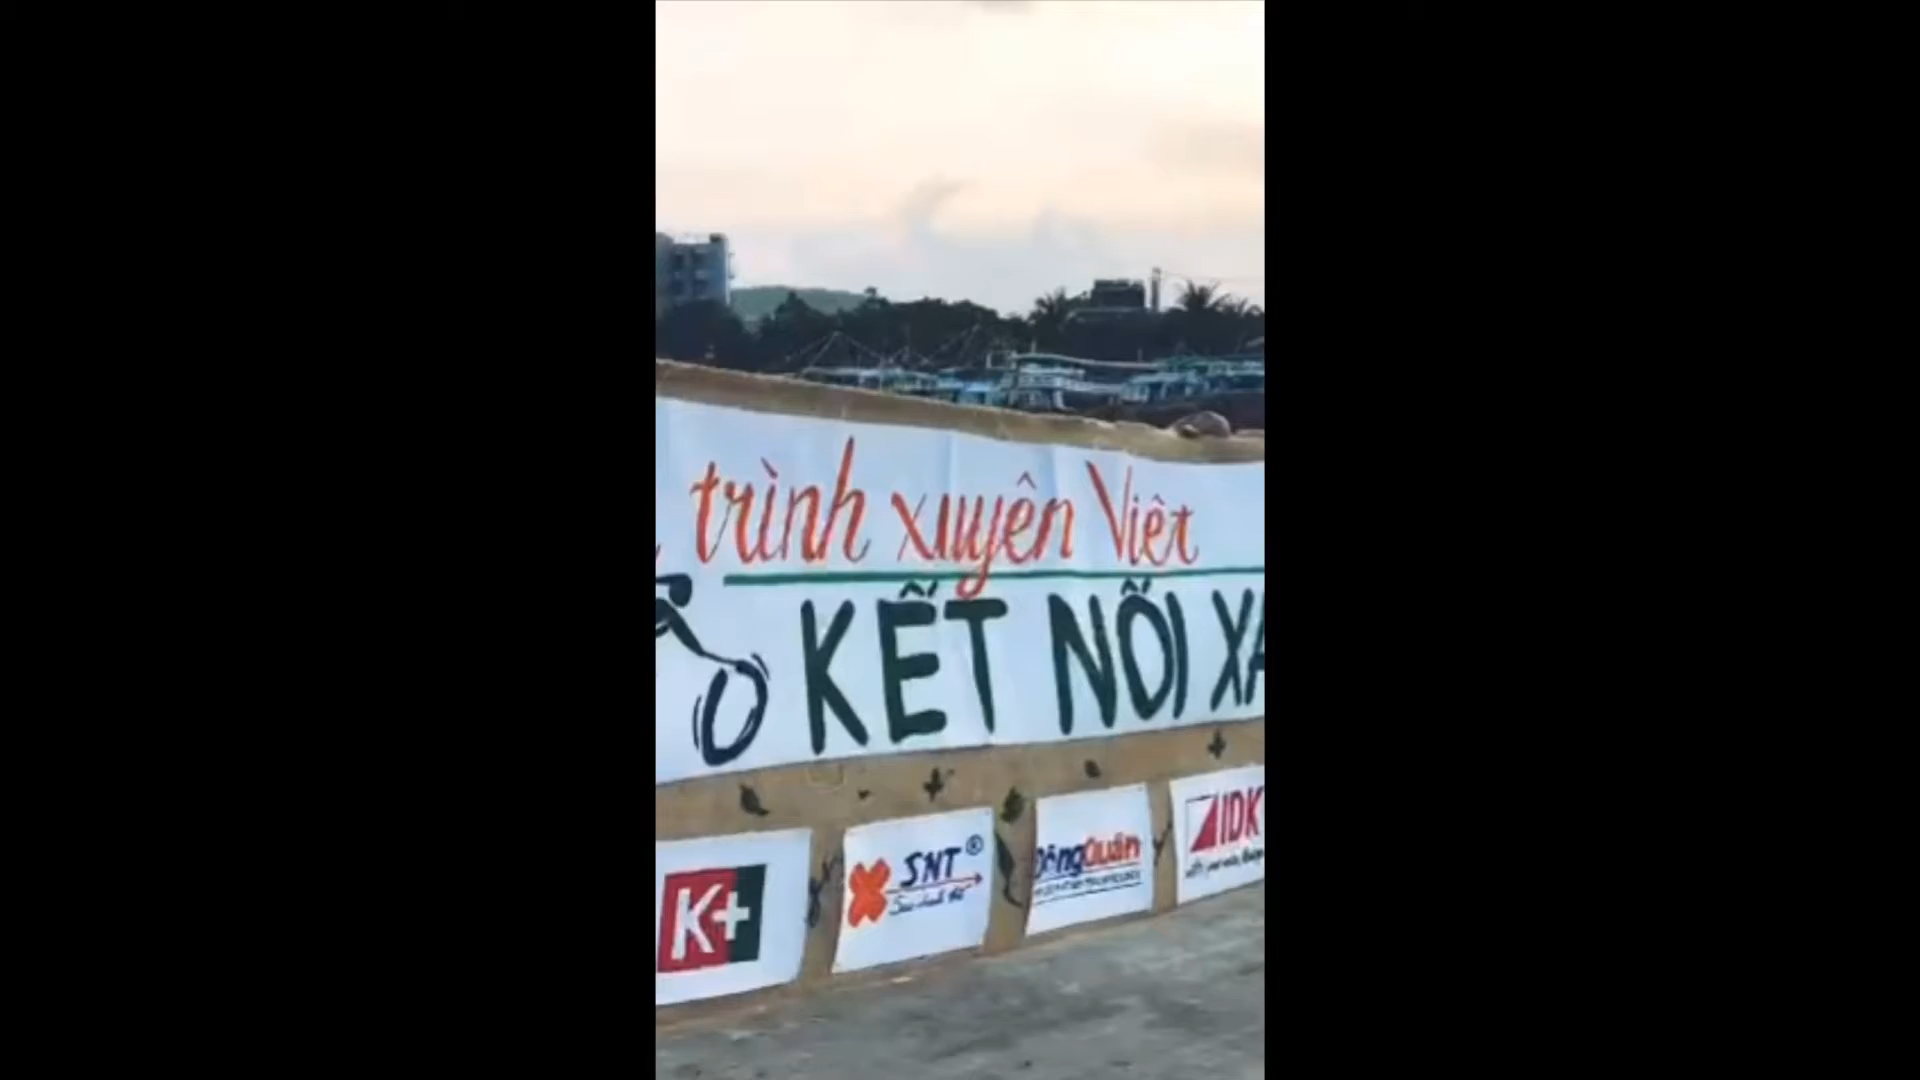 trình xuyên Việt
KẾT NỐI XA
K+
SNT ®
ĐôngQuân
IDK